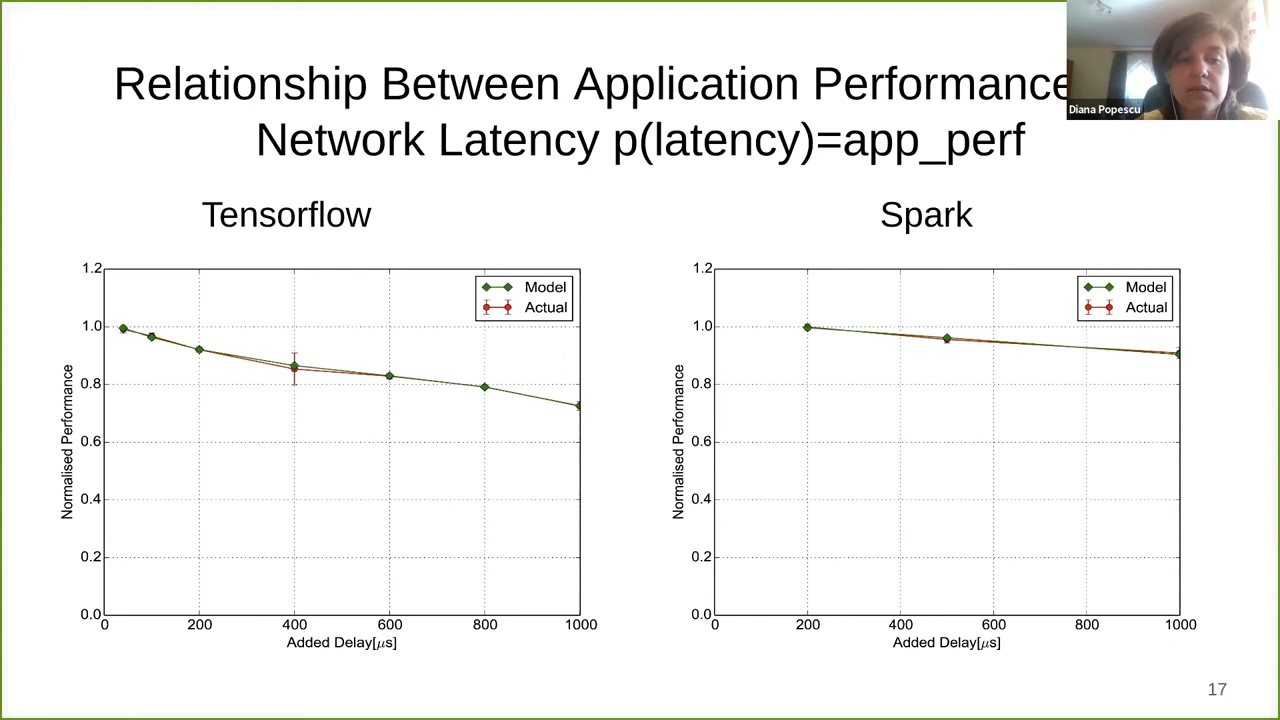 Relationship Between Application Performance
Network Latency p(latency)=app_perf
Diana Popescu
Tensorflow
Spark
1.2
1.0
0.8
0.6
0.4
0.2
0.0
Normalised Performance
Model
Actual
0 200 400 600 800 1000
Added Delay[μs]
1.2
1.0
0.8
0.6
0.4
0.2
0.0
Normalised Performance
Model
Actual
0 200 400 600 800 1000
Added Delay[μs]
17